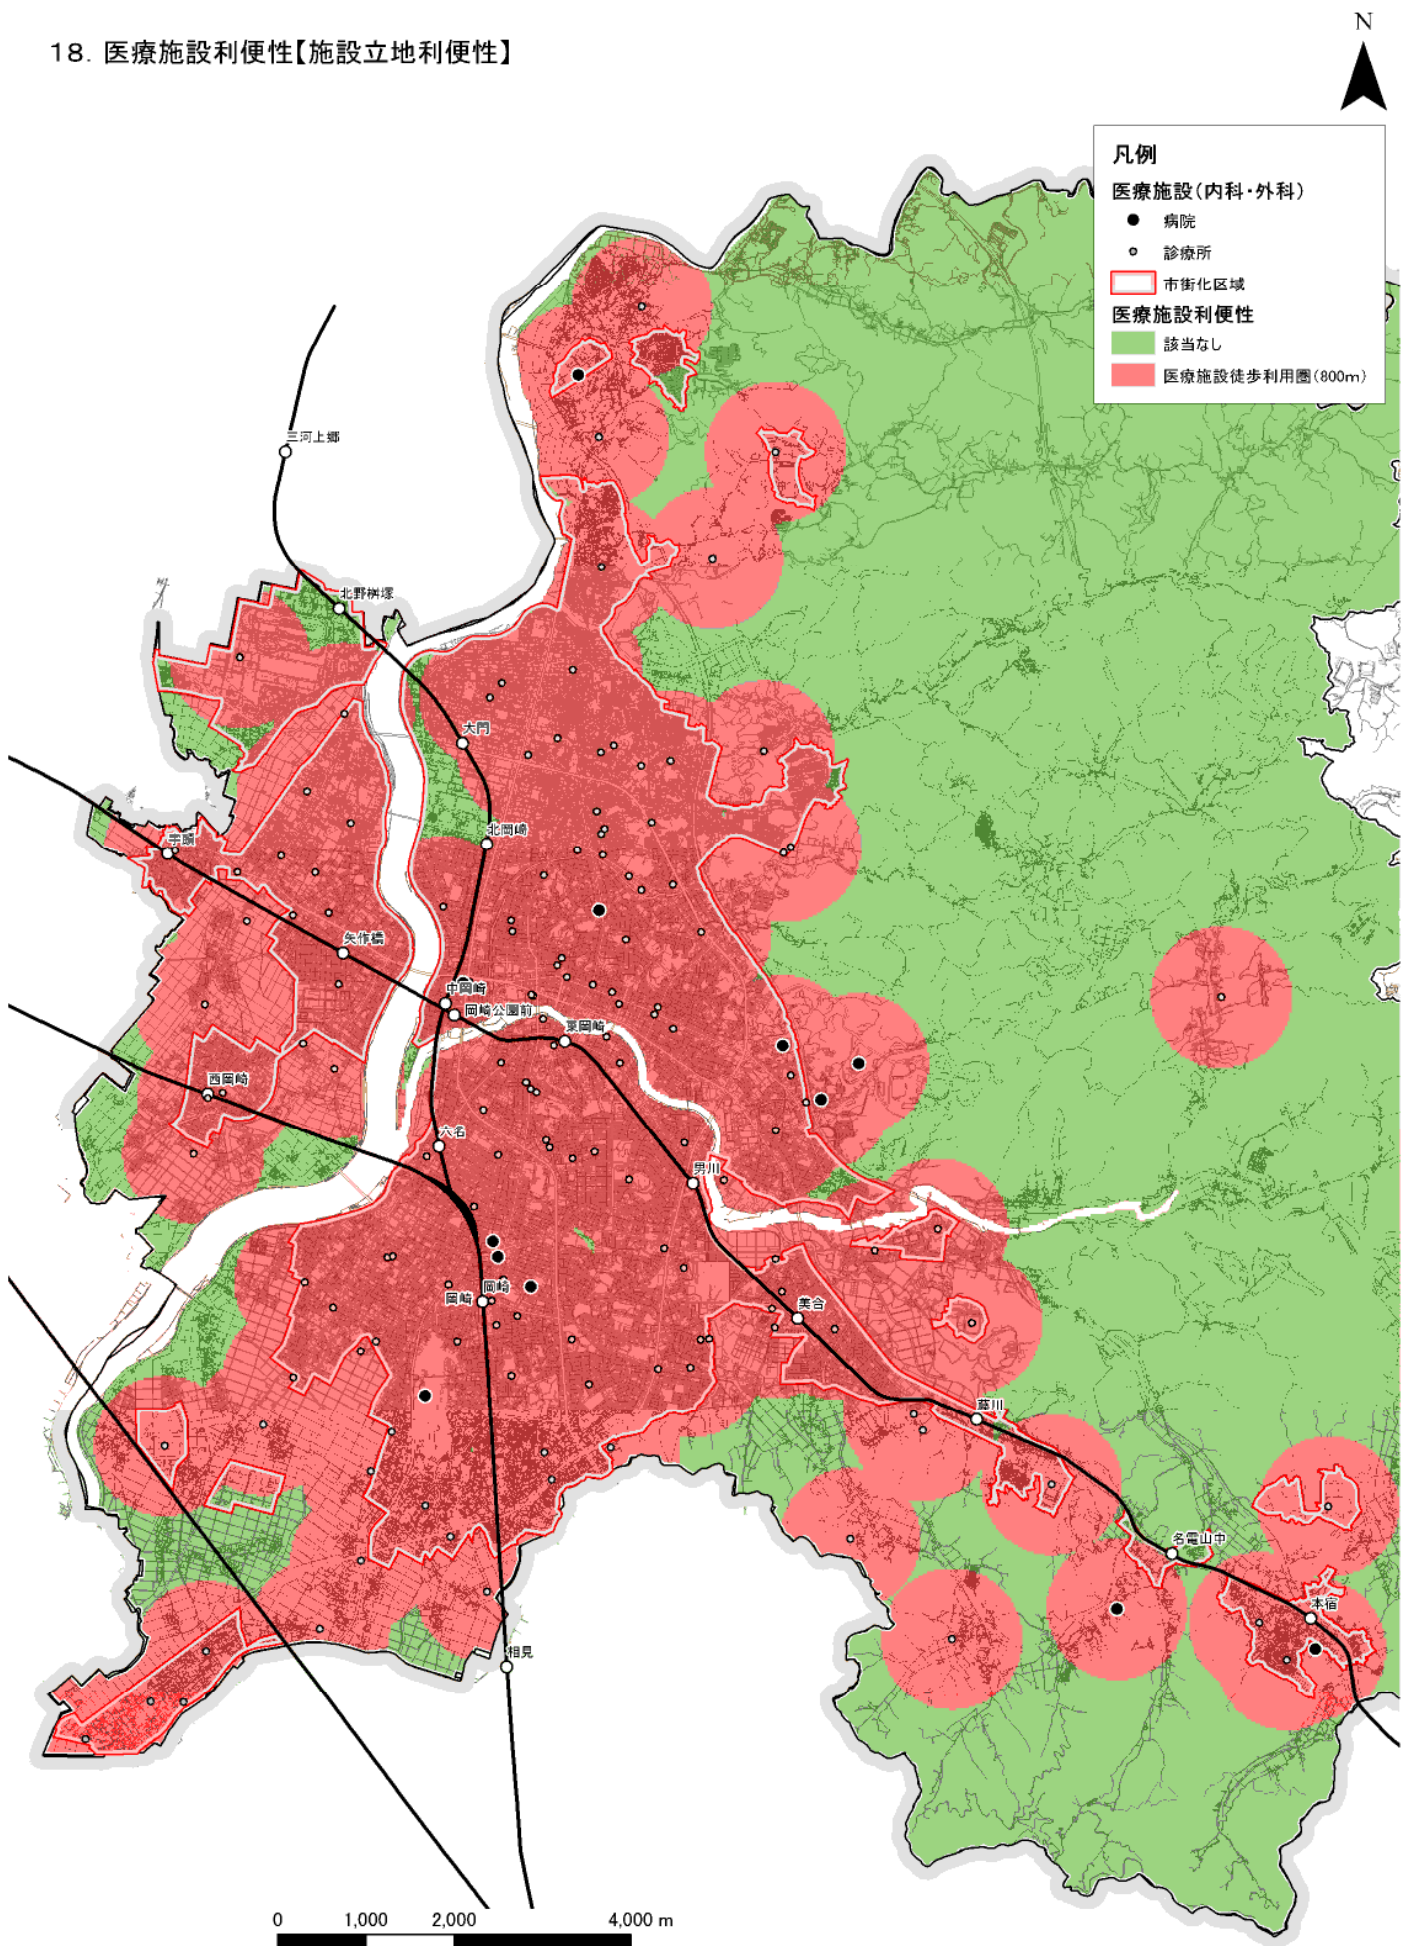 18. 医療施設利便性【施設立地利便性】
N
凡例
医療施設(内科・外科)
病院
診療所
市街化区域
医療施設利便性
該当なし
医療施設徒歩利用圏(800m)
三河上郷
北野桝塚
大門
北岡崎
宇頭
矢作橋
中岡崎
岡崎公園前
東岡崎
西岡崎
六名
男川
岡崎
岡崎
美合
藤川
名電山中
本宿
相見
0 1,000 2,000 4,000 m